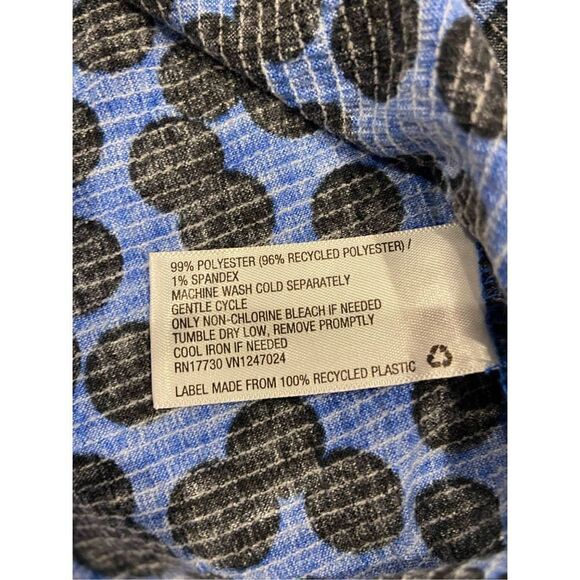 99% POLYESTER (96% RECYCLED POLYESTER) /
1% SPANDEX
MACHINE WASH COLD SEPARATELY
GENTLE CYCLE
ONLY NON-CHLORINE BLEACH IF NEEDED
TUMBLE DRY LOW, REMOVE PROMPTLY
COOL IRON IF NEEDED
RN17730 VN1247024
LABEL MADE FROM 100% RECYCLED PLASTIC